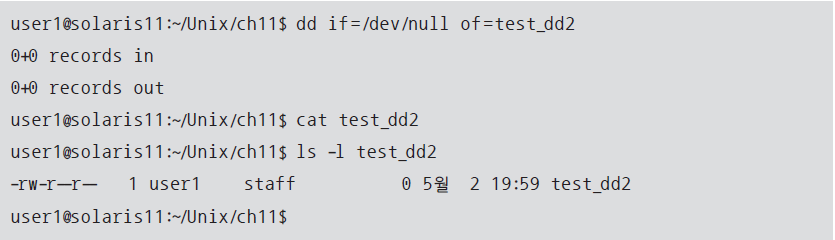 user1@solaris11:~/Unix/ch11$ dd if=/dev/null of=test_dd2
0+0 records in
0+0 records out
user1@solaris11:~/Unix/ch11$ cat test_dd2
user1@solaris11:~/Unix/ch11$ ls -l test_dd2
-rw-r--r-- 1 user1 staff 0 5월 2 19:59 test_dd2
user1@solaris11:~/Unix/ch11$